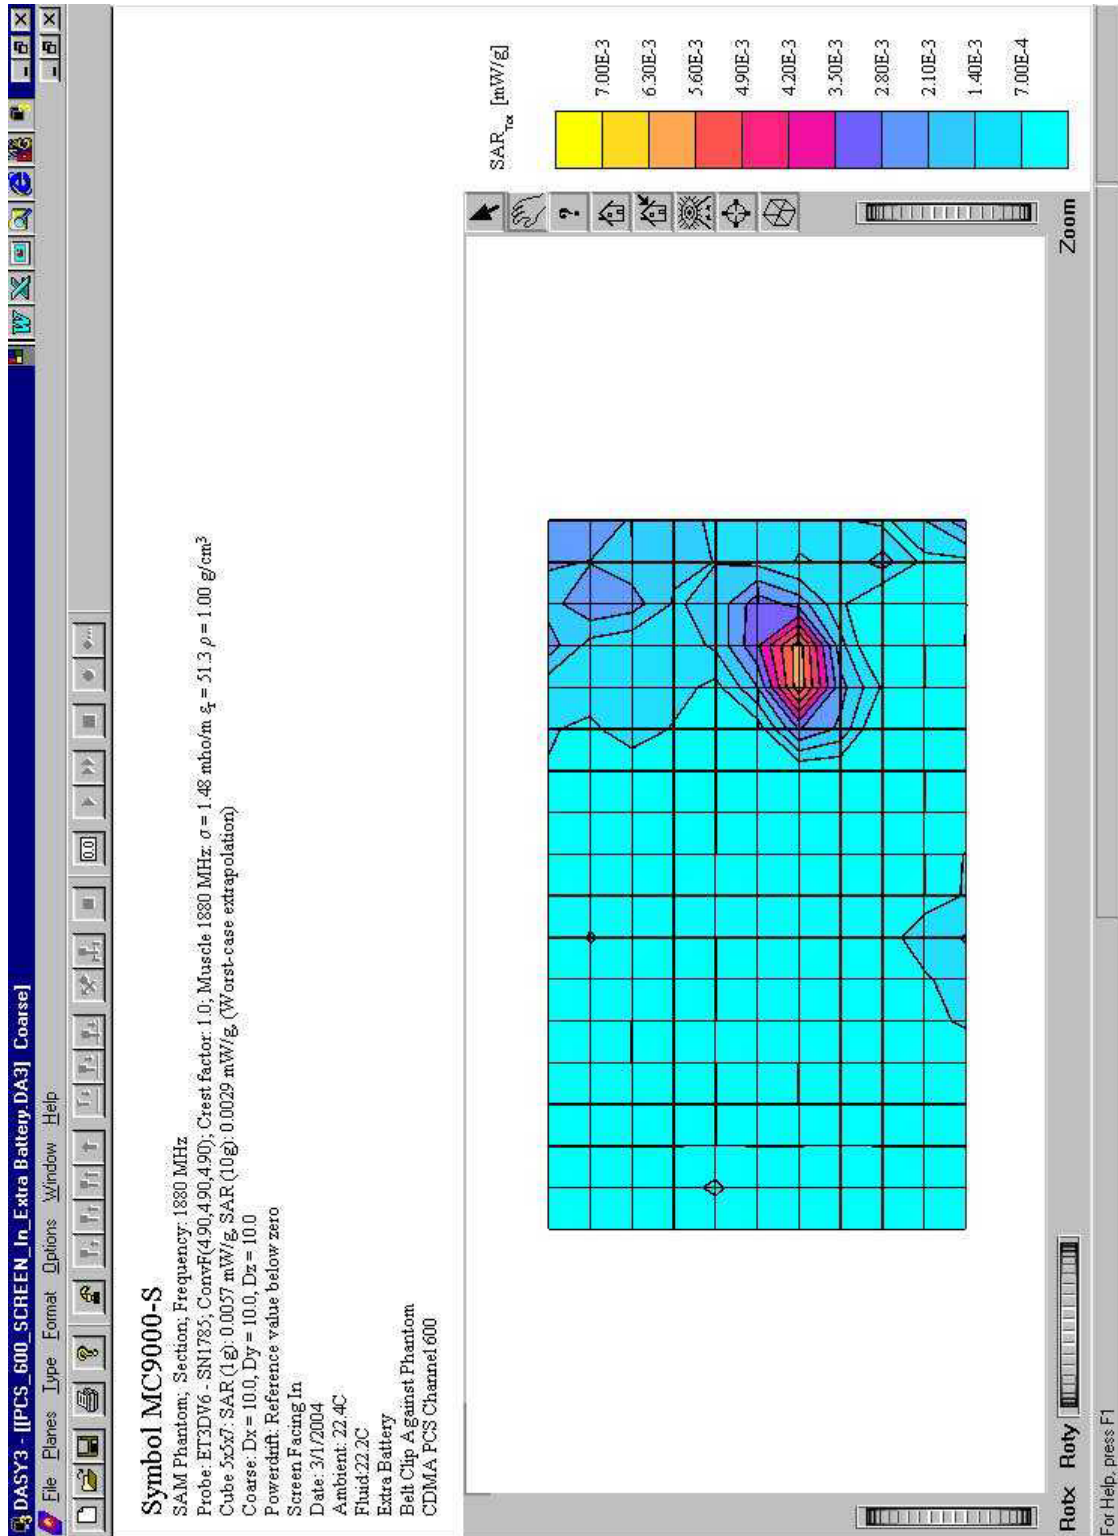 DASY3 - [[PCS_600_SCREEN_In_Extra Battery.DA3] Coarse]
File Planes Type Format Options Window Help
0.0
Symbol MC9000-S
SAM Phantom; Section; Frequency: 1880 MHz
Probe: ET3DV6 - SN1785; ConvF(4.90,4.90,4.90); Crest factor: 1.0; Muscle 1880 MHz: σ = 1.48 mho/m εr = 51.3 ρ = 1.00 g/cm³
Cube 5x5x7: SAR (1g): 0.0057 mW/g, SAR (10g): 0.0029 mW/g, (Worst-case extrapolation)
Coarse: Dx = 10.0, Dy = 10.0, Dz = 10.0
Powerdrift: Reference value below zero
Screen Facing In
Date: 3/1/2004
Ambient: 22.4C
Fluid:22.2C
Extra Battery
Belt Clip Against Phantom
CDMA PCS Channel 600
SARTot [mW/g]
7.00E-3
6.30E-3
5.60E-3
4.90E-3
4.20E-3
3.50E-3
2.80E-3
2.10E-3
1.40E-3
7.00E-4
Rotx Roty Zoom
For Help, press F1